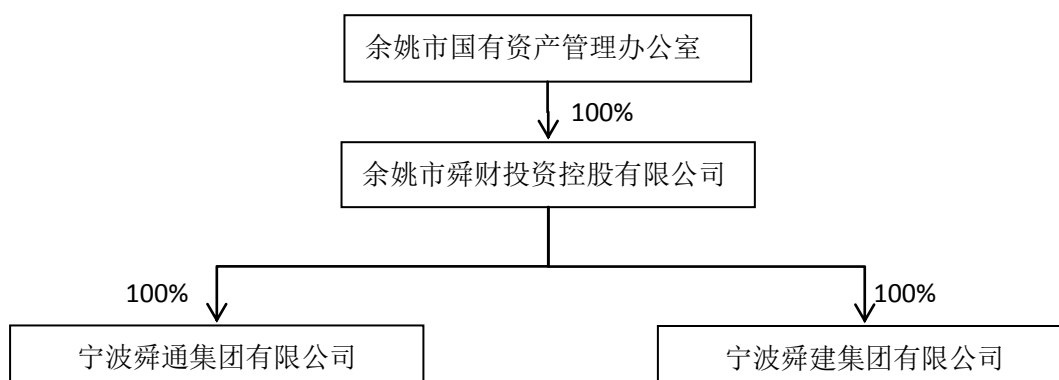 余姚市国有资产管理办公室
100%
余姚市舜财投资控股有限公司
100%
100%
宁波舜通集团有限公司
宁波舜建集团有限公司